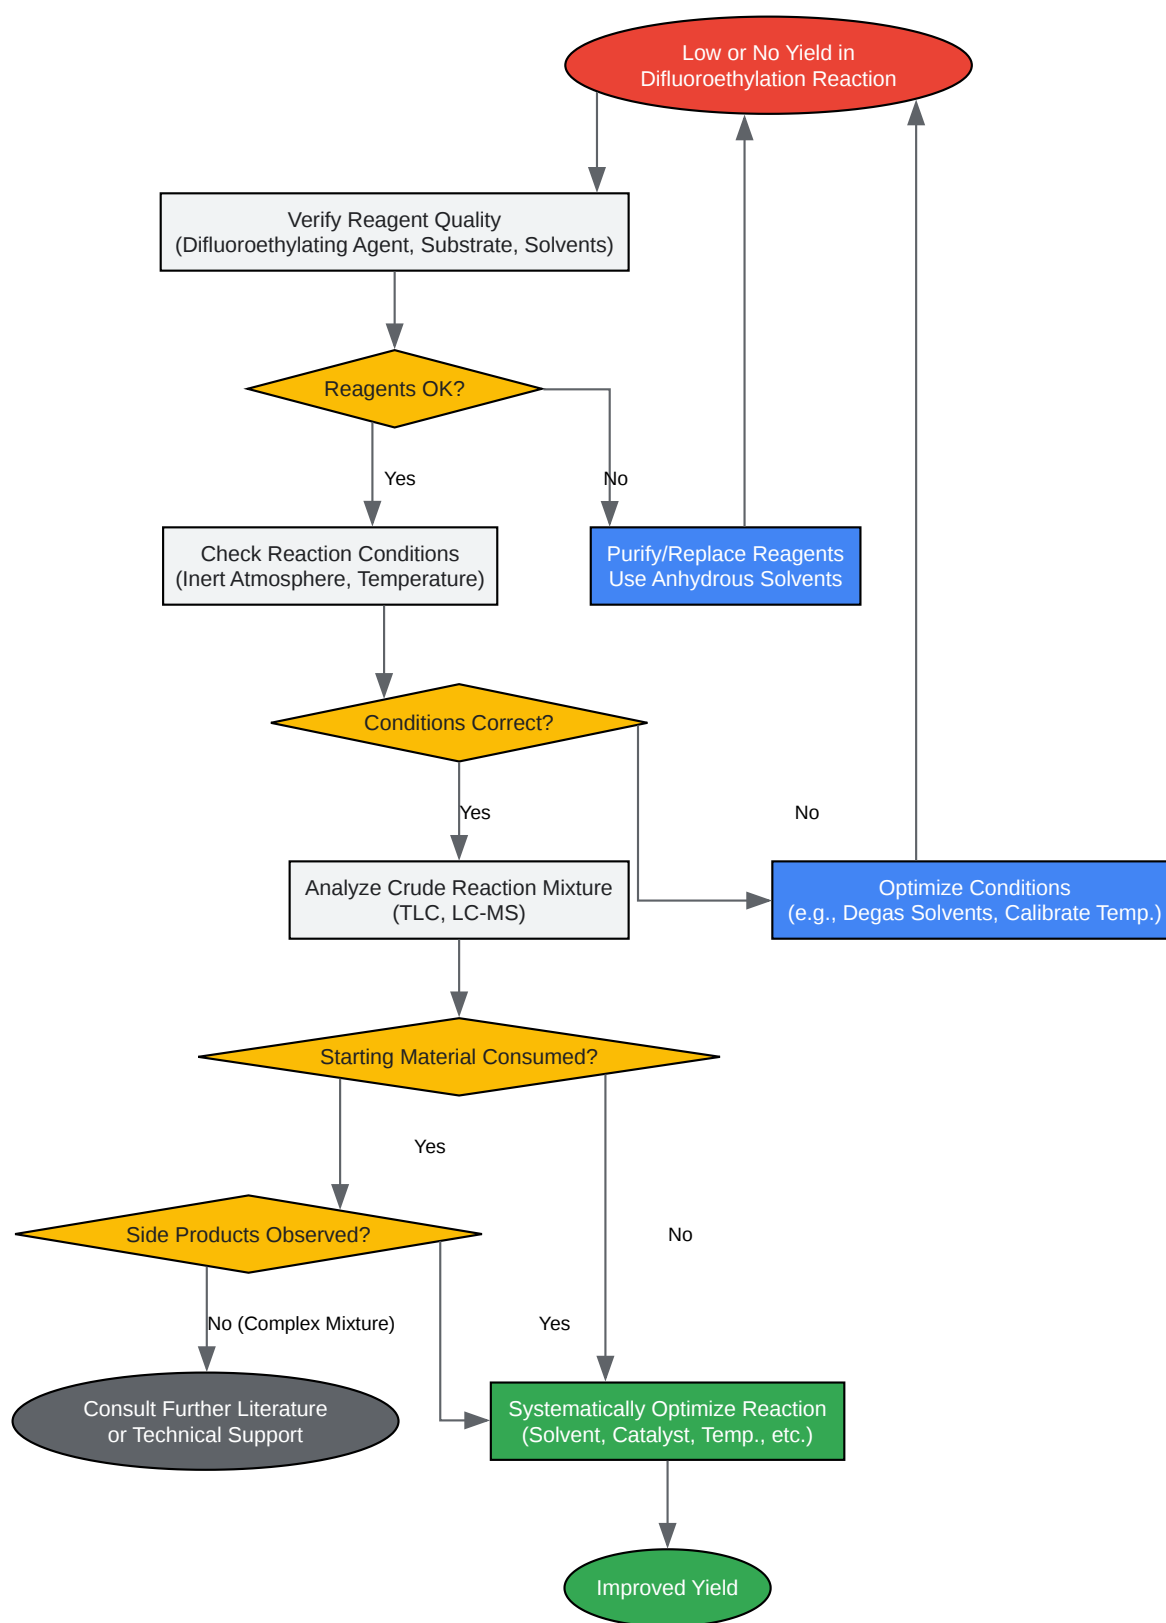 Low or No Yield in
Difluoroethylation Reaction
Verify Reagent Quality
(Difluoroethylating Agent, Substrate, Solvents)
Reagents OK?
Yes
No
Check Reaction Conditions
(Inert Atmosphere, Temperature)
Purify/Replace Reagents
Use Anhydrous Solvents
Conditions Correct?
Yes
No
Analyze Crude Reaction Mixture
(TLC, LC-MS)
Optimize Conditions
(e.g., Degas Solvents, Calibrate Temp.)
Starting Material Consumed?
Yes
Side Products Observed?
No
No (Complex Mixture)
Yes
Consult Further Literature
or Technical Support
Systematically Optimize Reaction
(Solvent, Catalyst, Temp., etc.)
Improved Yield